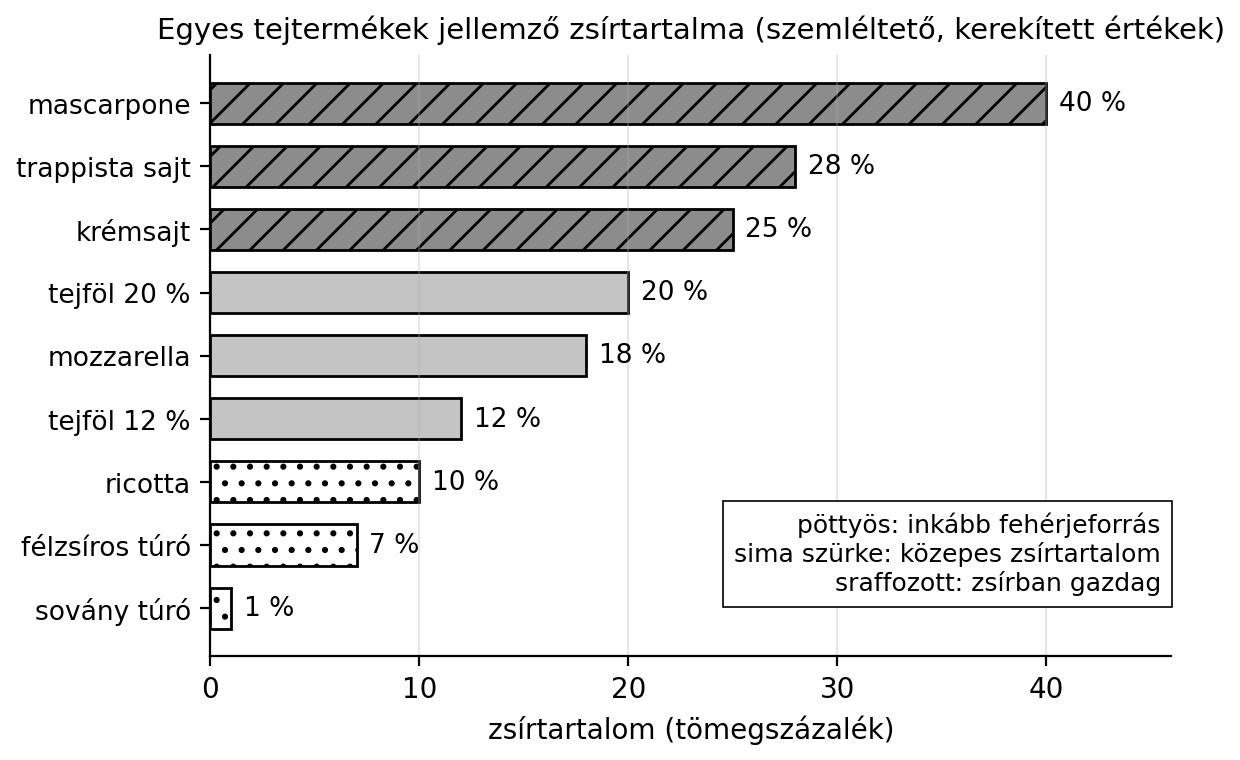 Egyes tejtermékek jellemző zsírtartalma (szemléltető, kerekített értékek)
mascarpone 40 %
trappista sajt 28 %
krémsajt 25 %
tejföl 20 % 20 %
mozzarella 18 %
tejföl 12 % 12 %
ricotta 10 %
félzsíros túró 7 %
sovány túró 1 %
pöttyös: inkább fehérjeforrás
sima szürke: közepes zsírtartalom
sraffozott: zsírban gazdag
0 10 20 30 40
zsírtartalom (tömegszázalék)